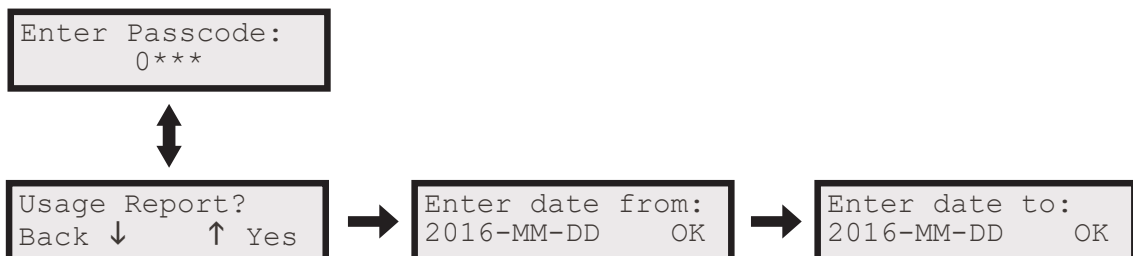 Enter Passcode:
0***
Usage Report?
Back ↓ ↑ Yes
Enter date from:
2016-MM-DD OK
Enter date to:
2016-MM-DD OK